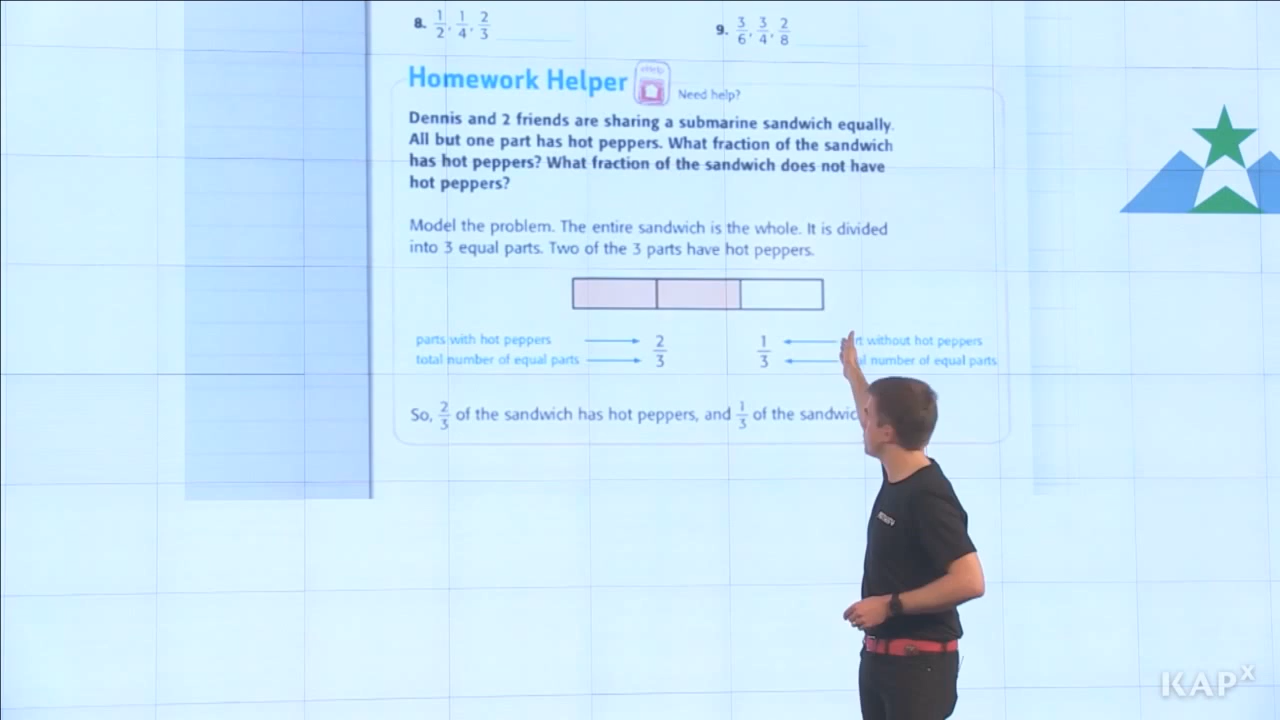 8. 1/2, 1/4, 2/3 9. 3/6, 3/4, 2/8
Homework Helper eHelp Need help?
Dennis and 2 friends are sharing a submarine sandwich equally.
All but one part has hot peppers. What fraction of the sandwich
has hot peppers? What fraction of the sandwich does not have
hot peppers?
Model the problem. The entire sandwich is the whole. It is divided
into 3 equal parts. Two of the 3 parts have hot peppers.
parts with hot peppers 2/3 1/3 without hot peppers
total number of equal parts number of equal parts
So, 2/3 of the sandwich has hot peppers, and 1/3 of the
KAPx